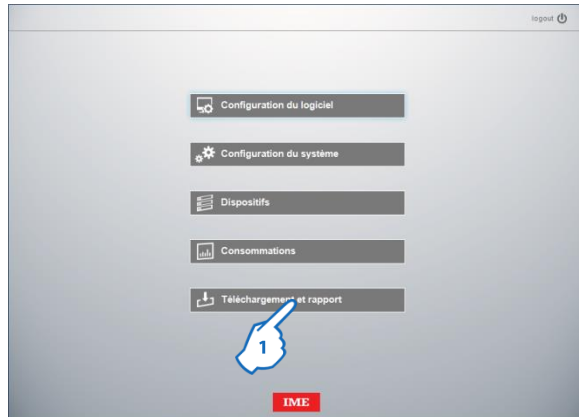 logout
Configuration du logiciel
Configuration du système
Dispositifs
Consommations
Téléchargement et rapport
1
IME